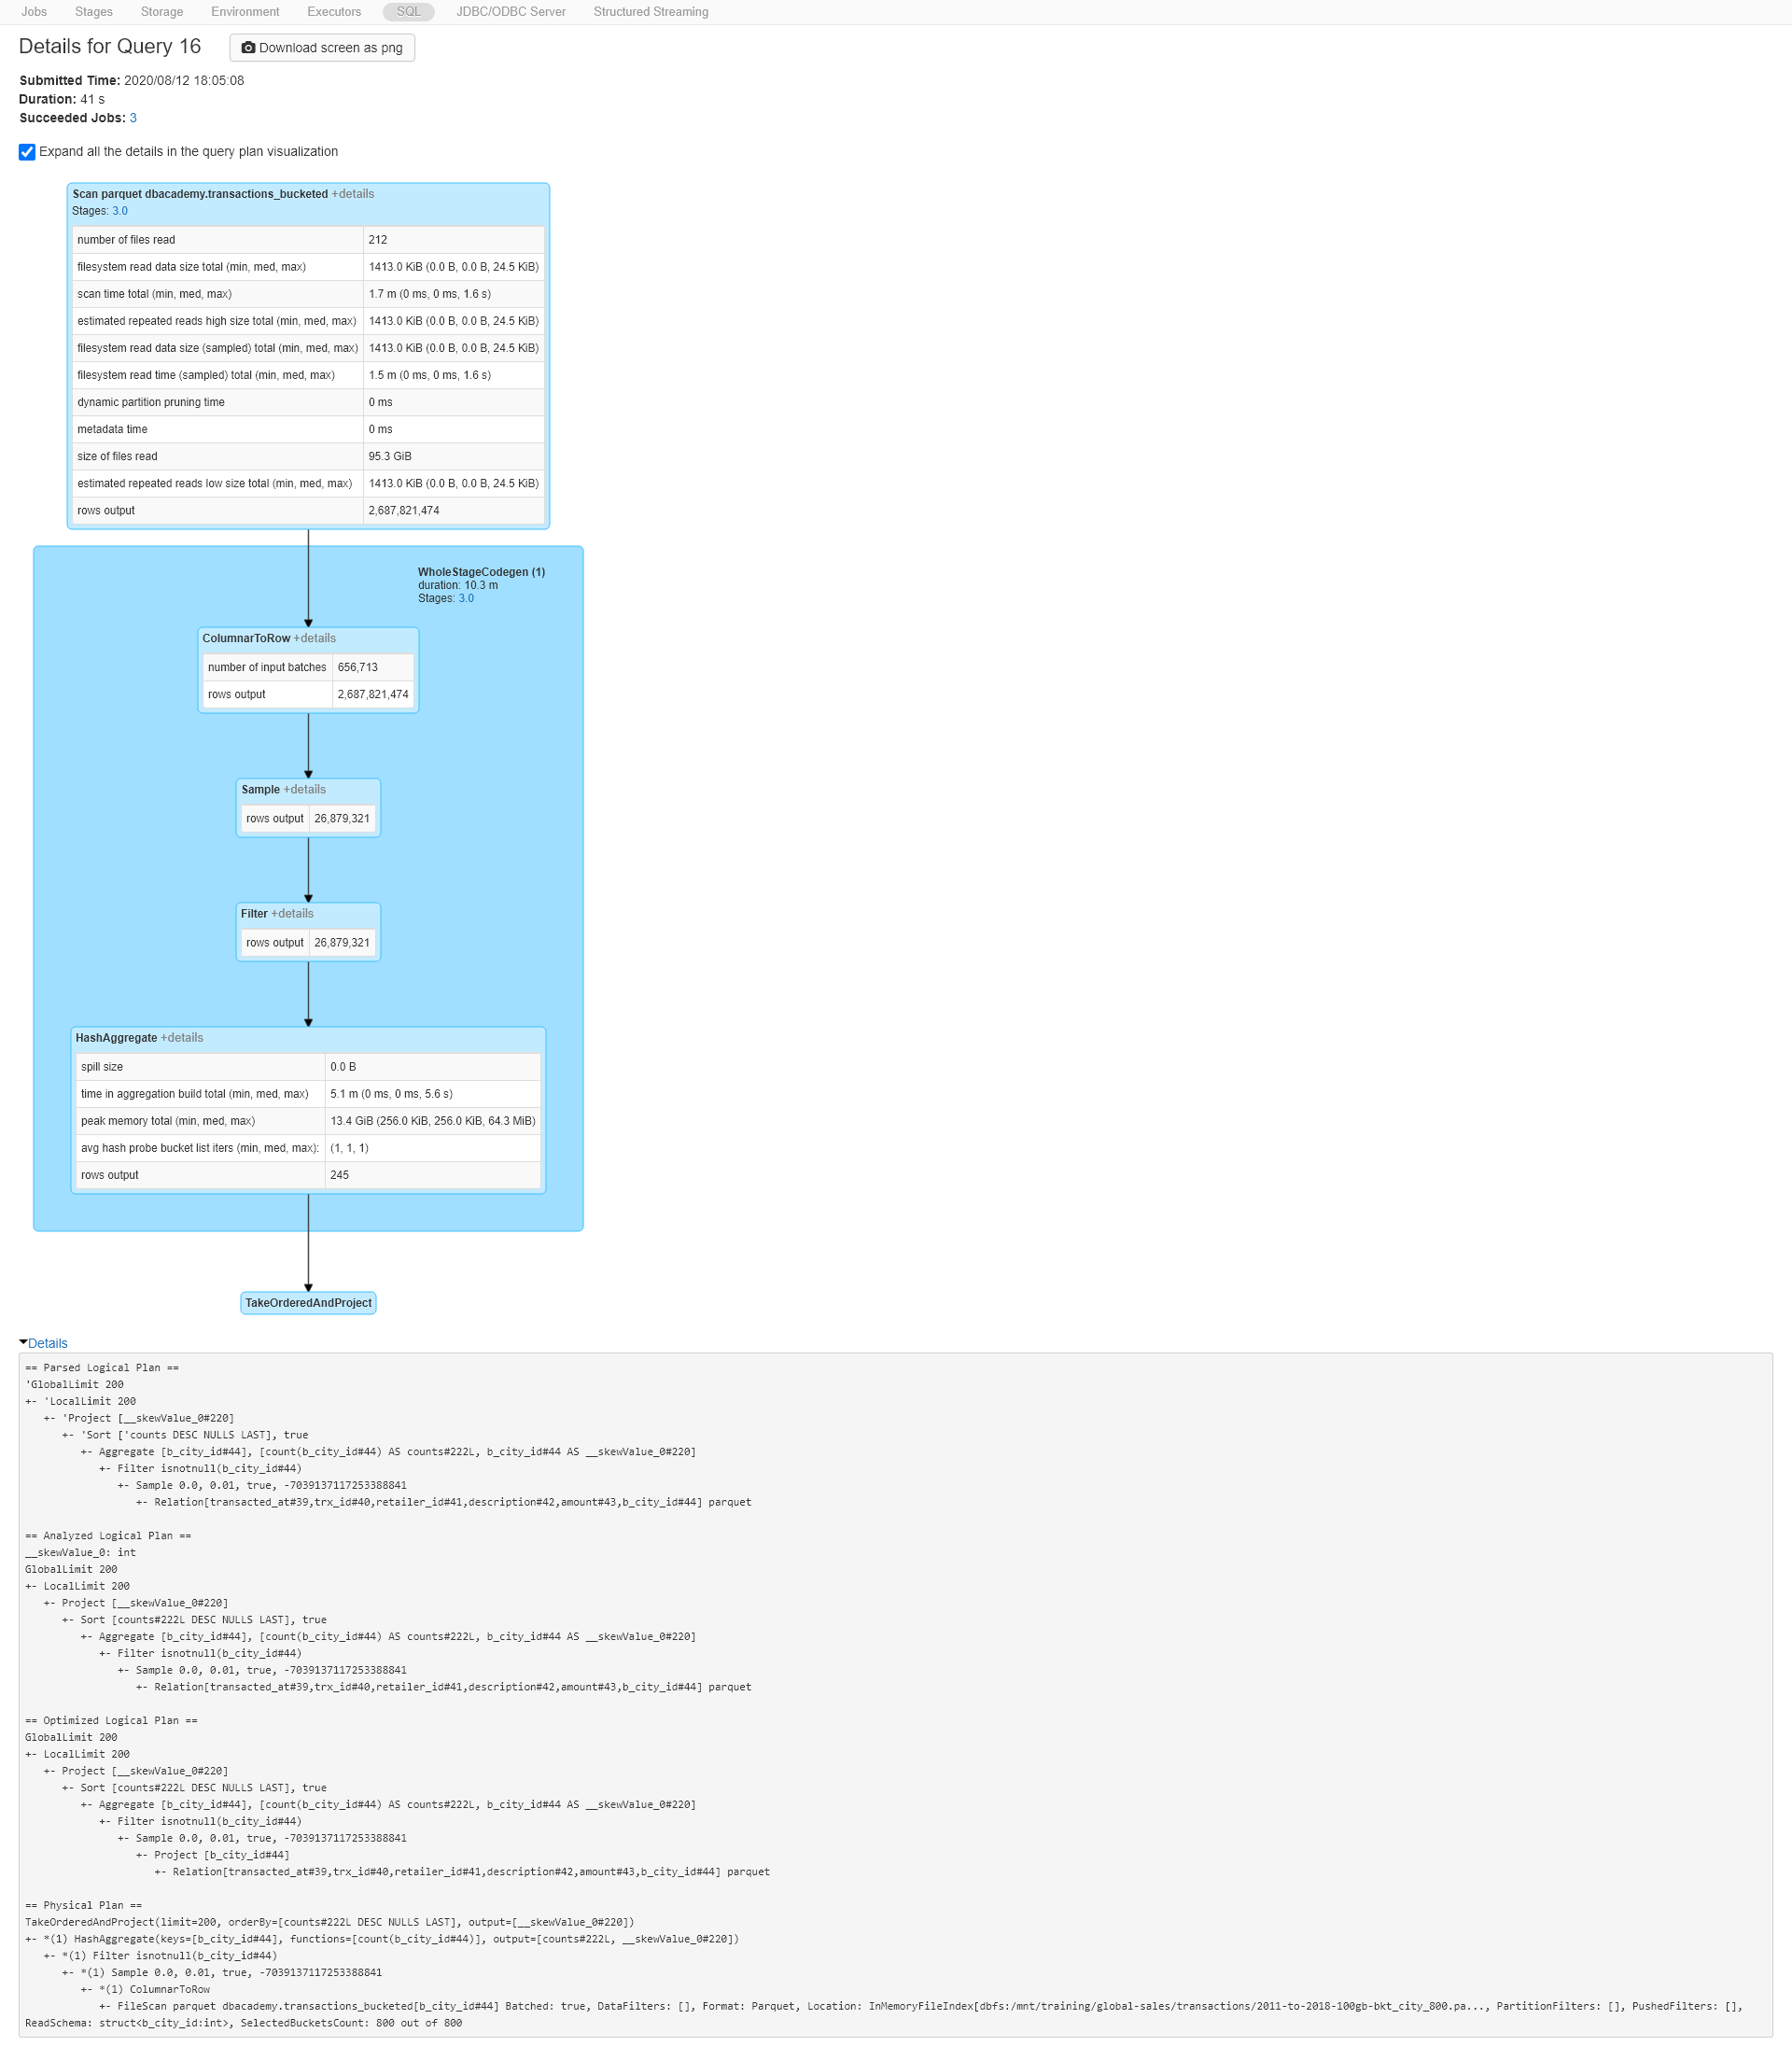 Jobs Stages Storage Environment Executors SQL JDBC/ODBC Server Structured Streaming
Details for Query 16 Download screen as png
Submitted Time: 2020/08/12 18:05:08
Duration: 41 s
Succeeded Jobs: 3
Expand all the details in the query plan visualization
Scan parquet dbacademy.transactions_bucketed +details
Stages: 3.0
number of files read 212
filesystem read data size total (min, med, max) 1413.0 KiB (0.0 B, 0.0 B, 24.5 KiB)
scan time total (min, med, max) 1.7 m (0 ms, 0 ms, 1.6 s)
estimated repeated reads high size total (min, med, max) 1413.0 KiB (0.0 B, 0.0 B, 24.5 KiB)
filesystem read data size (sampled) total (min, med, max) 1413.0 KiB (0.0 B, 0.0 B, 24.5 KiB)
filesystem read time (sampled) total (min, med, max) 1.5 m (0 ms, 0 ms, 1.6 s)
dynamic partition pruning time 0 ms
metadata time 0 ms
size of files read 95.3 GiB
estimated repeated reads low size total (min, med, max) 1413.0 KiB (0.0 B, 0.0 B, 24.5 KiB)
rows output 2,687,821,474
WholeStageCodegen (1)
duration: 10.3 m
Stages: 3.0
ColumnarToRow +details
number of input batches 656,713
rows output 2,687,821,474
Sample +details
rows output 26,879,321
Filter +details
rows output 26,879,321
HashAggregate +details
spill size 0.0 B
time in aggregation build total (min, med, max) 5.1 m (0 ms, 0 ms, 5.6 s)
peak memory total (min, med, max) 13.4 GiB (256.0 KiB, 256.0 KiB, 64.3 MiB)
avg hash probe bucket list iters (min, med, max): (1, 1, 1)
rows output 245
TakeOrderedAndProject
Details
== Parsed Logical Plan ==
'GlobalLimit 200
+- 'LocalLimit 200
   +- 'Project [__skewValue_0#220]
      +- 'Sort ['counts DESC NULLS LAST], true
         +- Aggregate [b_city_id#44], [count(b_city_id#44) AS counts#222L, b_city_id#44 AS __skewValue_0#220]
            +- Filter isnotnull(b_city_id#44)
               +- Sample 0.0, 0.01, true, -7039137117253388841
                  +- Relation[transacted_at#39,trx_id#40,retailer_id#41,description#42,amount#43,b_city_id#44] parquet
== Analyzed Logical Plan ==
__skewValue_0: int
GlobalLimit 200
+- LocalLimit 200
   +- Project [__skewValue_0#220]
      +- Sort [counts#222L DESC NULLS LAST], true
         +- Aggregate [b_city_id#44], [count(b_city_id#44) AS counts#222L, b_city_id#44 AS __skewValue_0#220]
            +- Filter isnotnull(b_city_id#44)
               +- Sample 0.0, 0.01, true, -7039137117253388841
                  +- Relation[transacted_at#39,trx_id#40,retailer_id#41,description#42,amount#43,b_city_id#44] parquet
== Optimized Logical Plan ==
GlobalLimit 200
+- LocalLimit 200
   +- Project [__skewValue_0#220]
      +- Sort [counts#222L DESC NULLS LAST], true
         +- Aggregate [b_city_id#44], [count(b_city_id#44) AS counts#222L, b_city_id#44 AS __skewValue_0#220]
            +- Filter isnotnull(b_city_id#44)
               +- Sample 0.0, 0.01, true, -7039137117253388841
                  +- Project [b_city_id#44]
                     +- Relation[transacted_at#39,trx_id#40,retailer_id#41,description#42,amount#43,b_city_id#44] parquet
== Physical Plan ==
TakeOrderedAndProject(limit=200, orderBy=[counts#222L DESC NULLS LAST], output=[__skewValue_0#220])
+- *(1) HashAggregate(keys=[b_city_id#44], functions=[count(b_city_id#44)], output=[counts#222L, __skewValue_0#220])
   +- *(1) Filter isnotnull(b_city_id#44)
      +- *(1) Sample 0.0, 0.01, true, -7039137117253388841
         +- *(1) ColumnarToRow
            +- FileScan parquet dbacademy.transactions_bucketed[b_city_id#44] Batched: true, DataFilters: [], Format: Parquet, Location: InMemoryFileIndex[dbfs:/mnt/training/global-sales/transactions/2011-to-2018-100gb-bkt_city_800.pa..., PartitionFilters: [], PushedFilters: [],
ReadSchema: struct<b_city_id:int>, SelectedBucketsCount: 800 out of 800